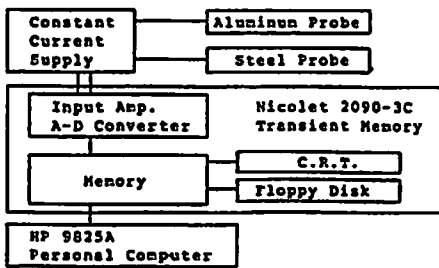 Constant
Current
Supply
Aluminum Probe
Steel Probe
Input Amp.
A-D Converter
Nicolet 2090-3C
Transient Memory
Memory
C.R.T.
Floppy Disk
HP 9825A
Personal Computer